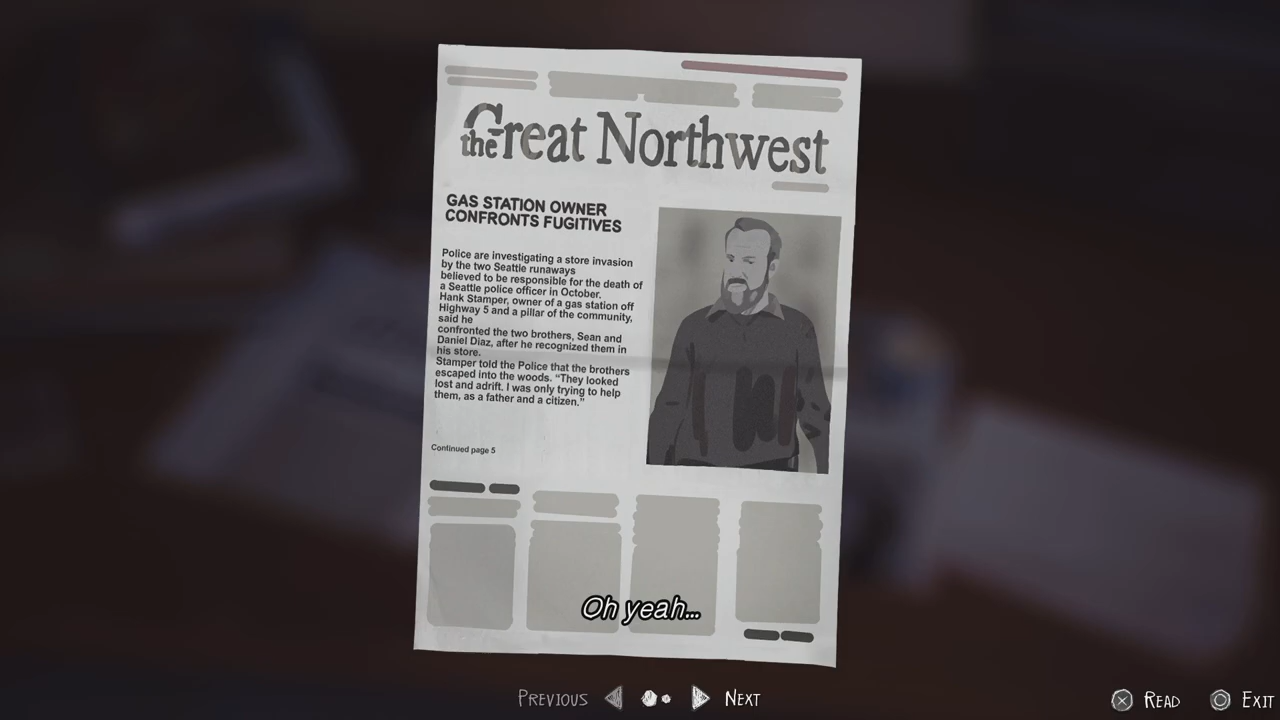 the Great Northwest
GAS STATION OWNER
CONFRONTS FUGITIVES
Police are investigating a store invasion
by the two Seattle runaways
believed to be responsible for the death of
a Seattle police officer in October.
Hank Stamper, owner of a gas station off
Highway 5 and a pillar of the community,
said he
confronted the two brothers, Sean and
Daniel Diaz, after he recognized them in
his store.
Stamper told the Police that the brothers
escaped into the woods. “They looked
lost and adrift. I was only trying to help
them, as a father and a citizen.”
Continued page 5
Oh yeah...
PREVIOUS NEXT READ EXIT